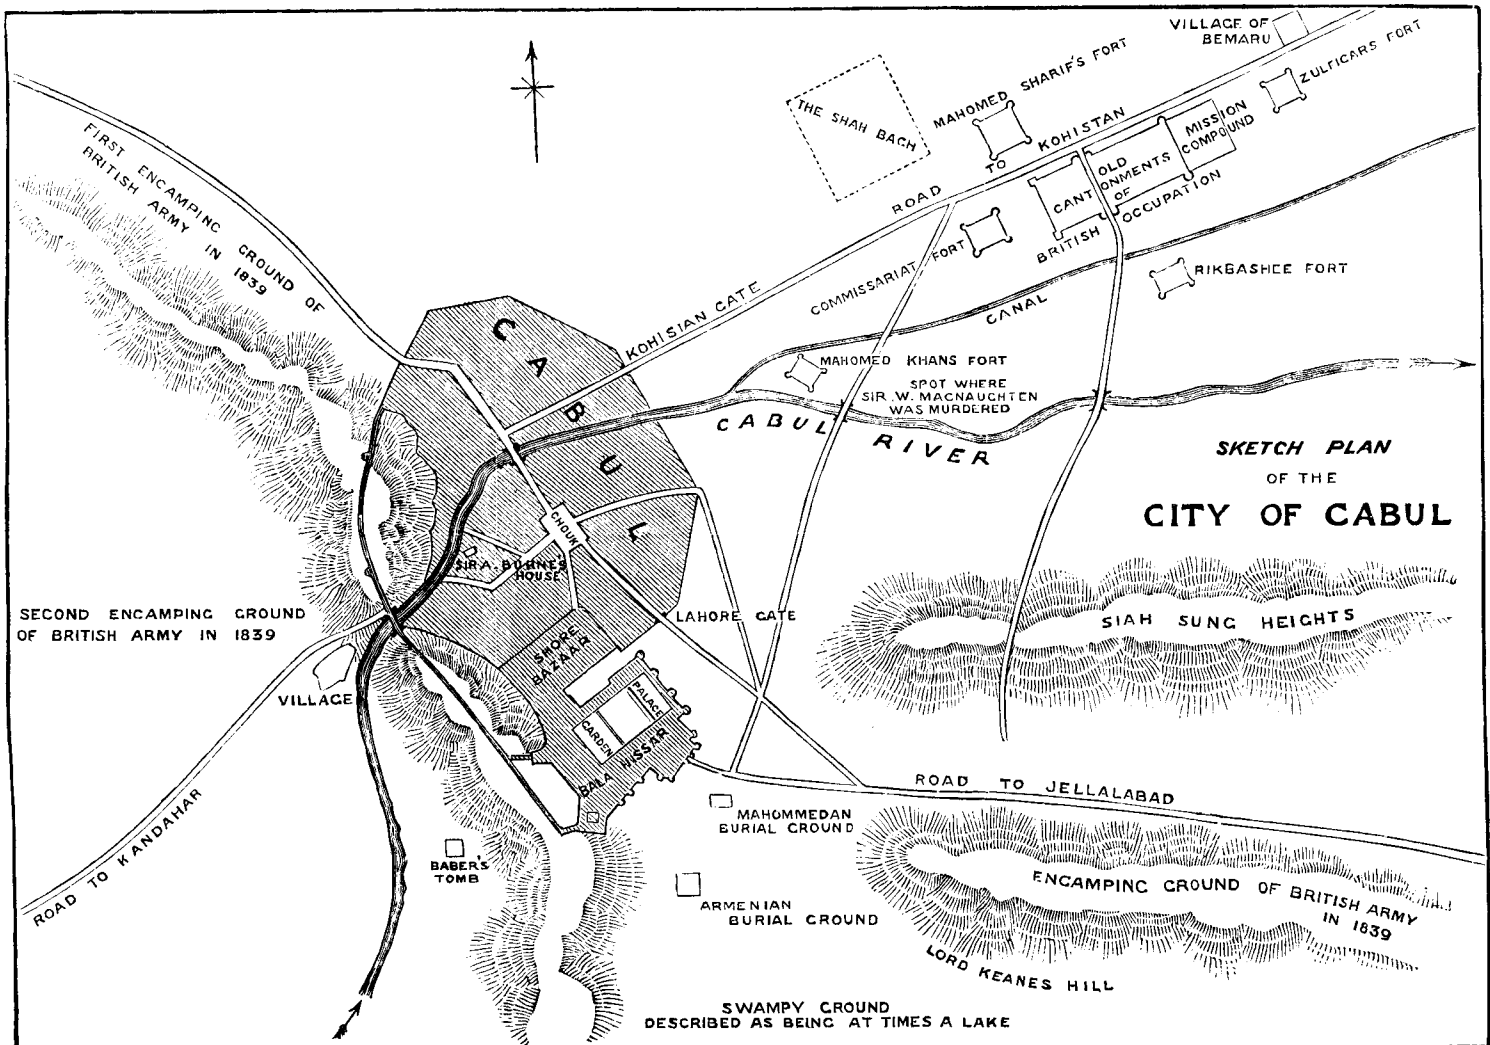 VILLAGE OF
BEMARU
ZULFICARS FORT
MAHOMED SHARIF'S FORT
THE SHAH BACH
ROAD TO KOHISTAN
MISSION
COMPOUND
OLD
CANTONMENTS
OF
BRITISH OCCUPATION
COMMISSARIAT FORT
RIKBASHEE FORT
CANAL
FIRST ENCAMPING GROUND OF
BRITISH ARMY IN 1839
KOHISIAN GATE
CABUL
MAHOMED KHANS FORT
SPOT WHERE
SIR .W. MACNAUGHTEN
WAS MURDERED
CABUL RIVER
SKETCH PLAN
OF THE
CITY OF CABUL
CHOUK
SIR A. BURNES
HOUSE
SECOND ENCAMPING GROUND
OF BRITISH ARMY IN 1839
LAHORE GATE
SIAH SUNG HEIGHTS
SHORE
BAZAAR
VILLAGE
PALACE
GARDEN
BALA HISSAR
ROAD TO KANDAHAR
ROAD TO JELLALABAD
MAHOMMEDAN
BURIAL GROUND
BABER'S
TOMB
ARMENIAN
BURIAL GROUND
ENCAMPING GROUND OF BRITISH ARMY
IN 1839
LORD KEANES HILL
SWAMPY GROUND
DESCRIBED AS BEING AT TIMES A LAKE